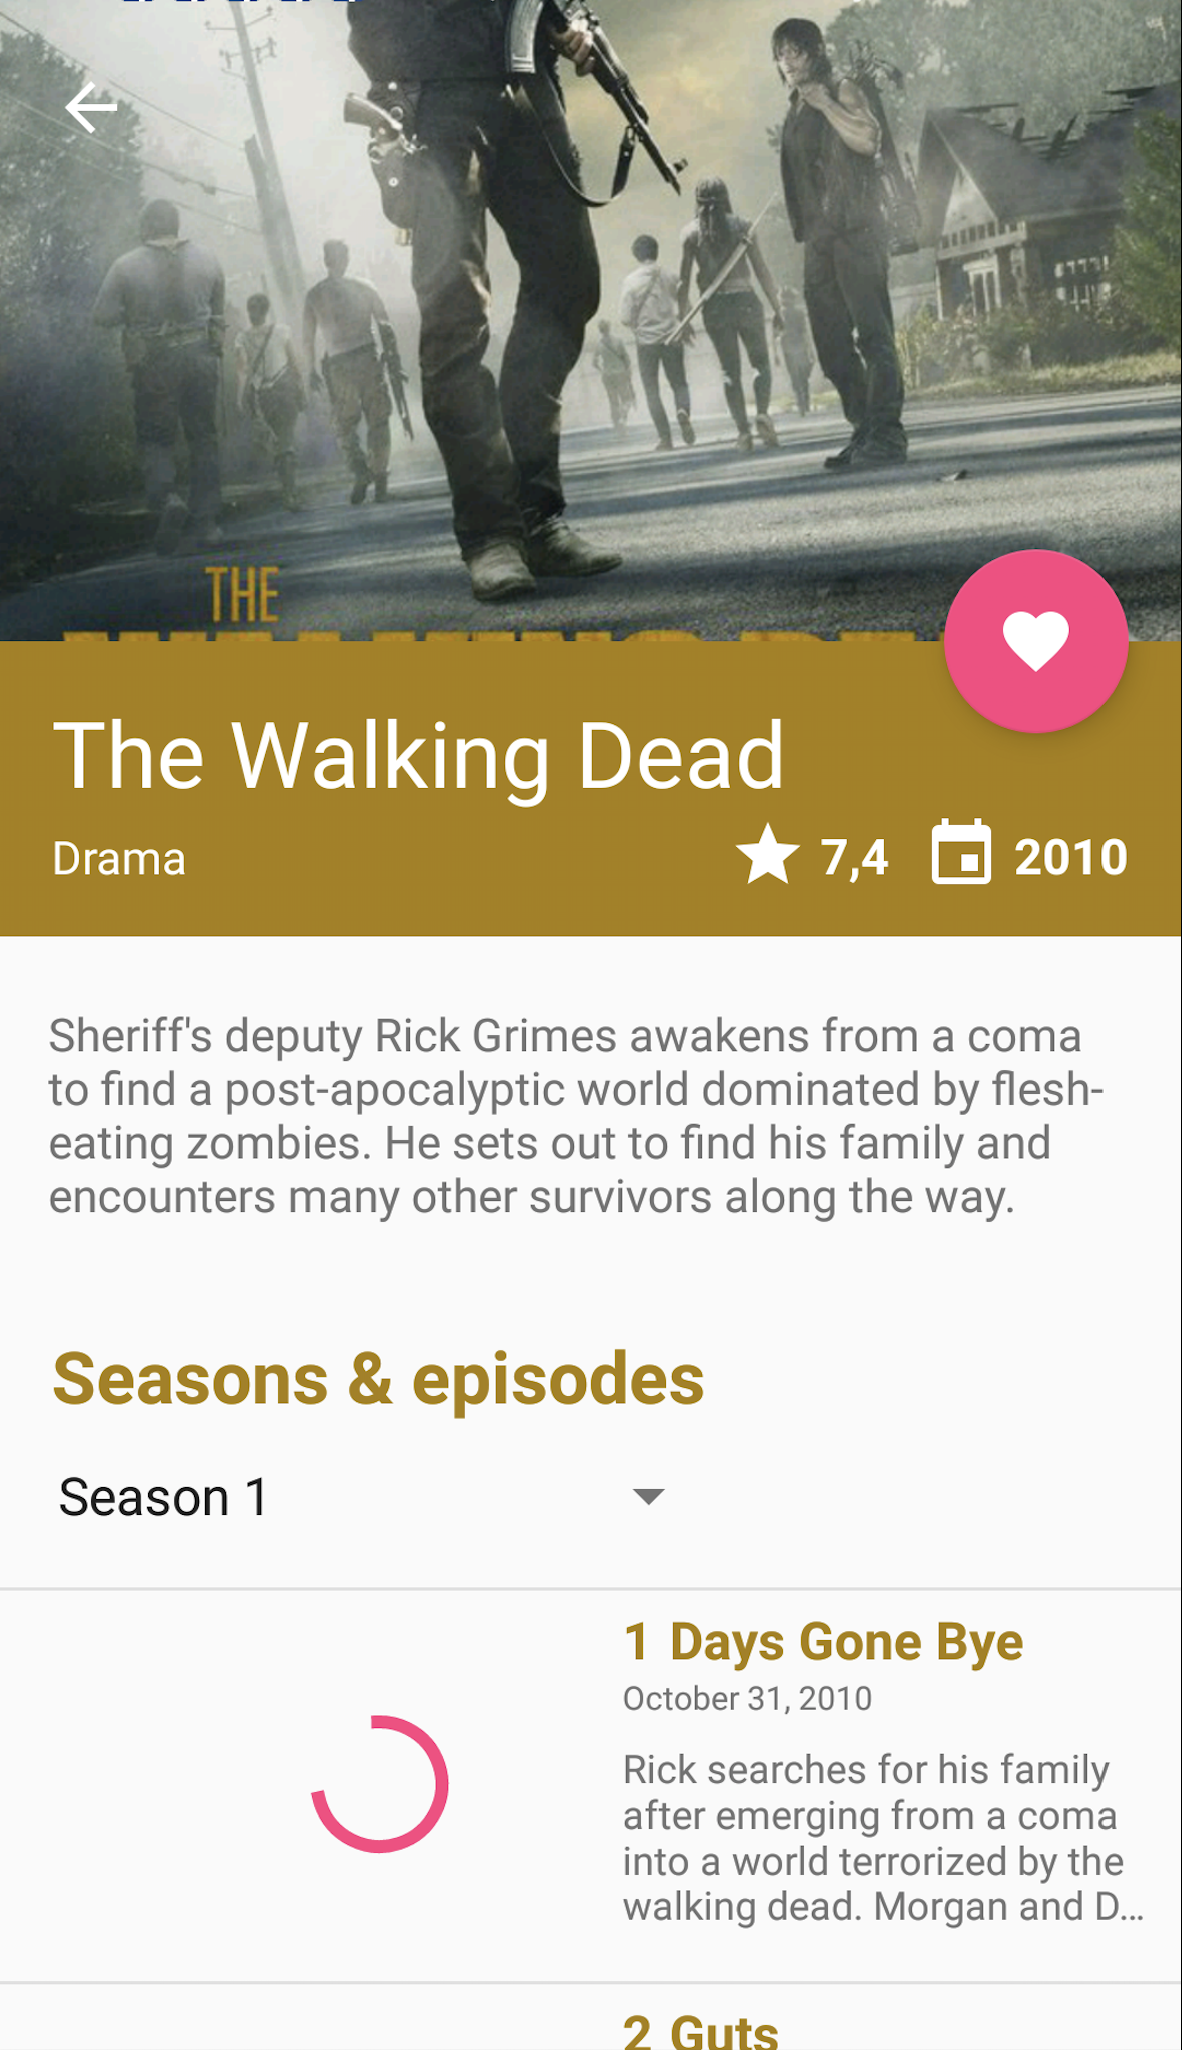 THE
The Walking Dead
Drama
7,4
2010
Sheriff's deputy Rick Grimes awakens from a coma
to find a post-apocalyptic world dominated by flesh-
eating zombies. He sets out to find his family and
encounters many other survivors along the way.
Seasons & episodes
Season 1
1 Days Gone Bye
October 31, 2010
Rick searches for his family
after emerging from a coma
into a world terrorized by the
walking dead. Morgan and D...
2 Guts